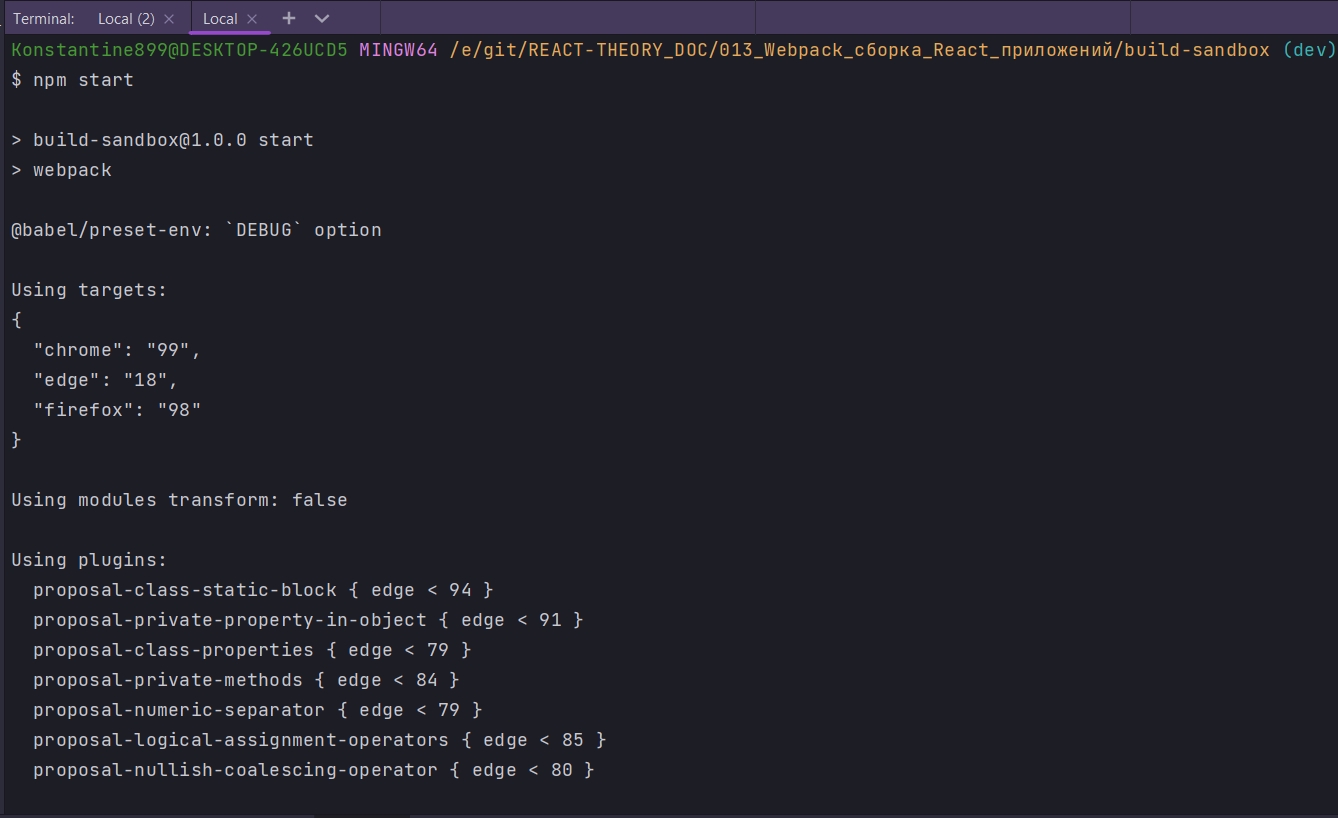 Terminal: Local (2) × Local × +
Konstantine899@DESKTOP-426UCD5 MINGW64 /e/git/REACT-THEORY_DOC/013_Webpack_сборка_React_приложений/build-sandbox (dev)
$ npm start
> build-sandbox@1.0.0 start
> webpack
@babel/preset-env: `DEBUG` option
Using targets:
{
  "chrome": "99",
  "edge": "18",
  "firefox": "98"
}
Using modules transform: false
Using plugins:
  proposal-class-static-block { edge < 94 }
  proposal-private-property-in-object { edge < 91 }
  proposal-class-properties { edge < 79 }
  proposal-private-methods { edge < 84 }
  proposal-numeric-separator { edge < 79 }
  proposal-logical-assignment-operators { edge < 85 }
  proposal-nullish-coalescing-operator { edge < 80 }